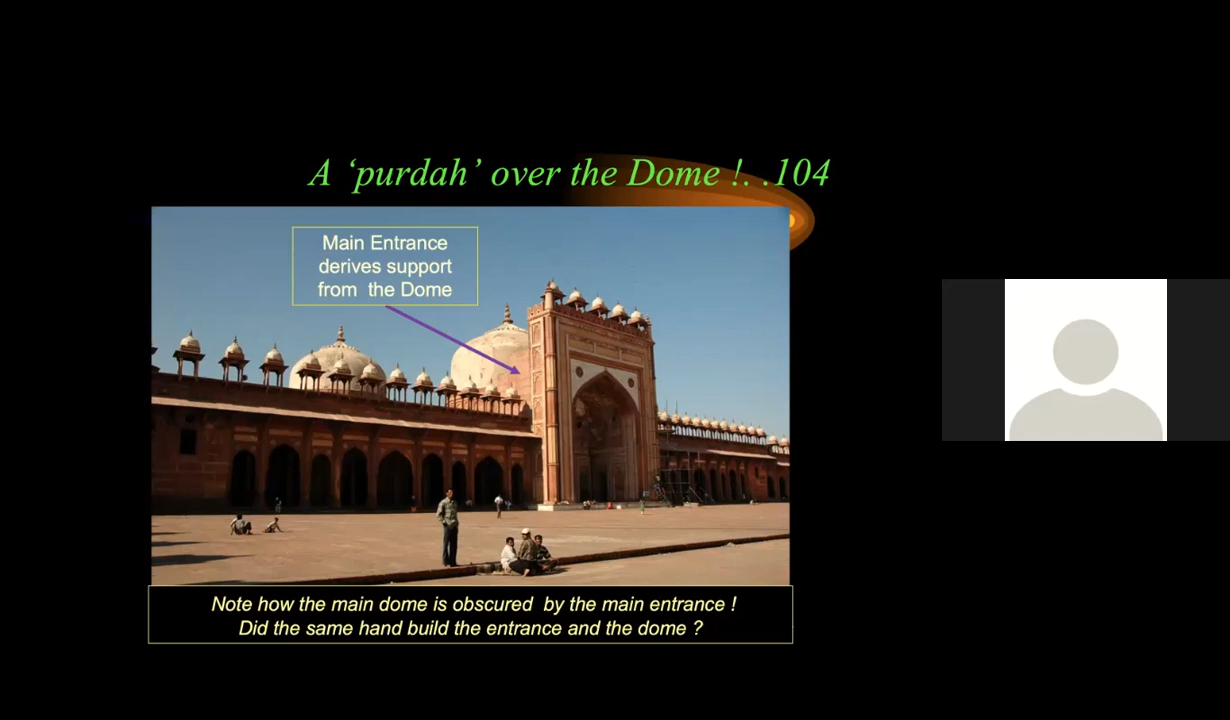 A ‘purdah’ over the Dome !. .104
Main Entrance
derives support
from the Dome
Note how the main dome is obscured by the main entrance !
Did the same hand build the entrance and the dome ?